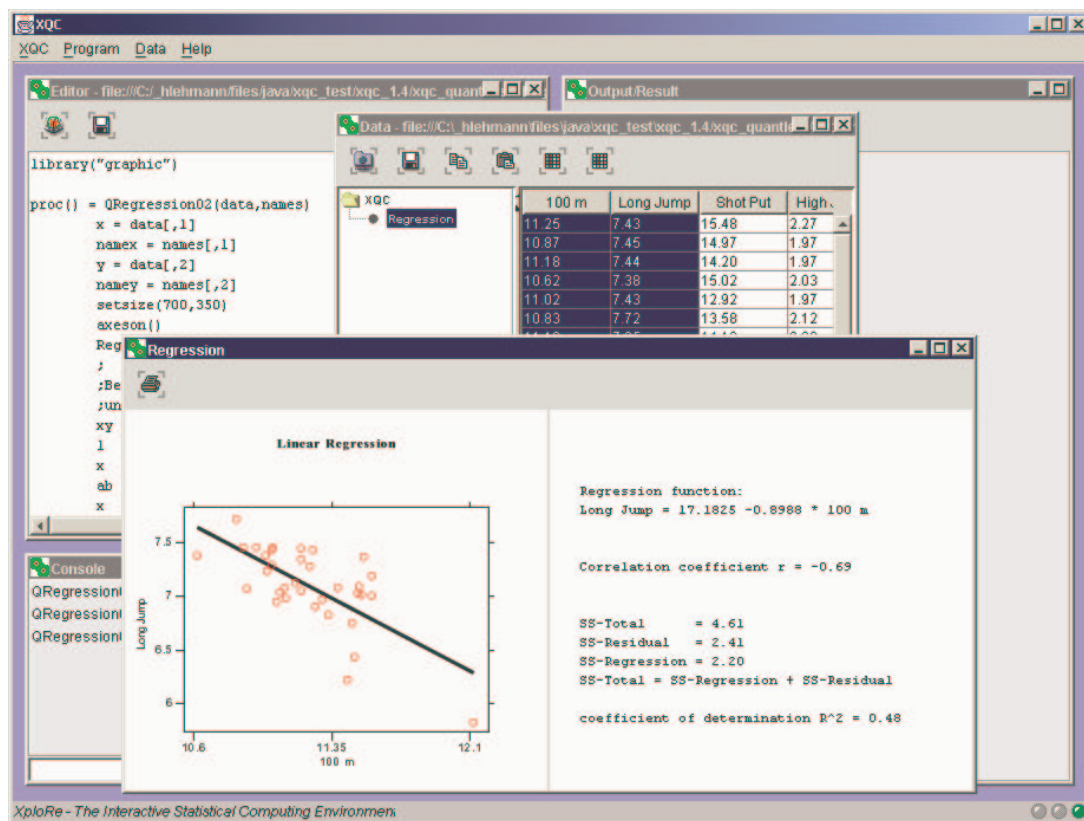 XQC
XQC Program Data Help
Editor - file:///C:/_hlehmann/files/java/xqc_test/xqc_1.4/xqc_quant
Output/Result
Data - file:///C:\_hlehmann\files\java\xqc_test\xqc_1.4/xqc_quantle
library("graphic")
proc() = QRegression02(data,names)
x = data[,1]
namex = names[,1]
y = data[,2]
namey = names[,2]
setsize(700,350)
axeson()
Reg
;
;Be
;un
xy
l
x
ab
x
XQC
Regression
100 m Long Jump Shot Put High
11.25 7.43 15.48 2.27
10.87 7.45 14.97 1.97
11.18 7.44 14.20 1.97
10.62 7.38 15.02 2.03
11.02 7.43 12.92 1.97
10.83 7.72 13.58 2.12
Console
QRegression
QRegression
QRegression
Regression
Linear Regression
7.5
7
6.5
6
Long Jump
10.6 11.35 12.1
100 m
Regression function:
Long Jump = 17.1825 -0.8988 * 100 m
Correlation coefficient r = -0.69
SS-Total = 4.61
SS-Residual = 2.41
SS-Regression = 2.20
SS-Total = SS-Regression + SS-Residual
coefficient of determination R^2 = 0.48
XploRe - The Interactive Statistical Computing Environment